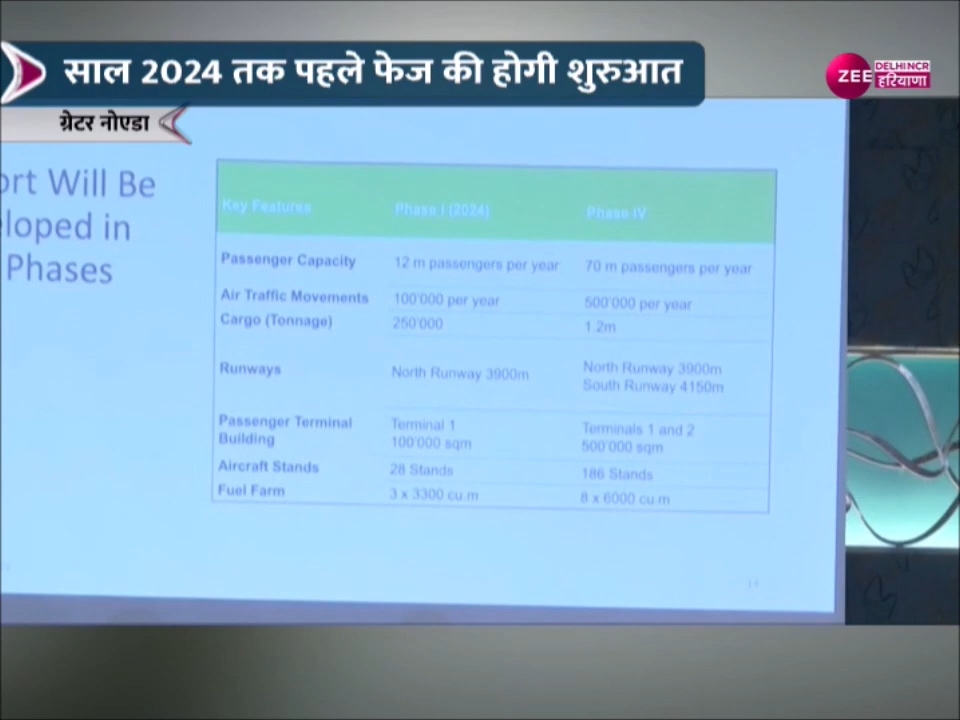 साल 2024 तक पहले फेज की होगी शुरुआत
ZEE DELHI NCR हरियाणा
ग्रेटर नोएडा
ort Will Be
loped in
Phases
Key Features Phase I (2024) Phase IV
Passenger Capacity 12 m passengers per year 70 m passengers per year
Air Traffic Movements 100'000 per year 500'000 per year
Cargo (Tonnage) 250'000 1.2m
Runways North Runway 3900m North Runway 3900m
South Runway 4150m
Passenger Terminal Terminal 1 Terminals 1 and 2
Building 100'000 sqm 500'000 sqm
Aircraft Stands 28 Stands 186 Stands
Fuel Farm 3 x 3300 cu.m 8 x 6000 cu.m